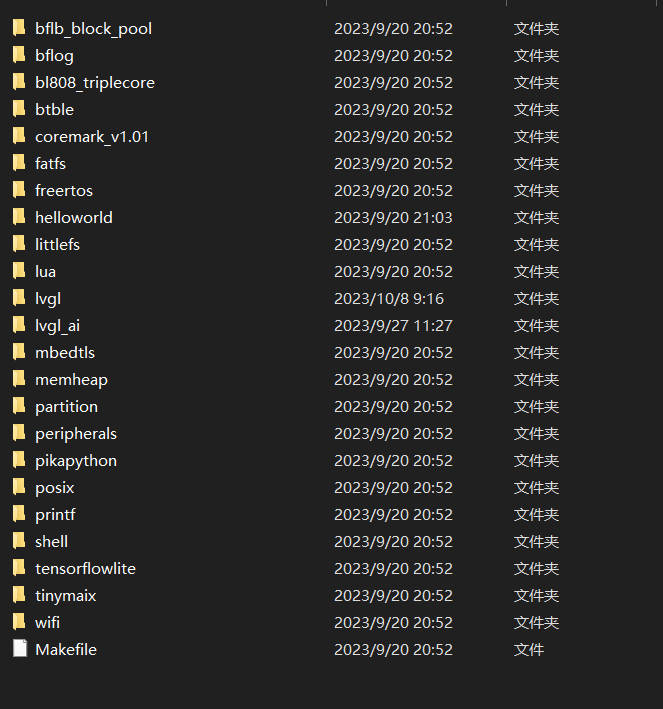 bflb_block_pool 2023/9/20 20:52 文件夹
bflog 2023/9/20 20:52 文件夹
bl808_triplecore 2023/9/20 20:52 文件夹
btble 2023/9/20 20:52 文件夹
coremark_v1.01 2023/9/20 20:52 文件夹
fatfs 2023/9/20 20:52 文件夹
freertos 2023/9/20 20:52 文件夹
helloworld 2023/9/20 21:03 文件夹
littlefs 2023/9/20 20:52 文件夹
lua 2023/9/20 20:52 文件夹
lvgl 2023/10/8 9:16 文件夹
lvgl_ai 2023/9/27 11:27 文件夹
mbedtls 2023/9/20 20:52 文件夹
memheap 2023/9/20 20:52 文件夹
partition 2023/9/20 20:52 文件夹
peripherals 2023/9/20 20:52 文件夹
pikapython 2023/9/20 20:52 文件夹
posix 2023/9/20 20:52 文件夹
printf 2023/9/20 20:52 文件夹
shell 2023/9/20 20:52 文件夹
tensorflowlite 2023/9/20 20:52 文件夹
tinymaix 2023/9/20 20:52 文件夹
wifi 2023/9/20 20:52 文件夹
Makefile 2023/9/20 20:52 文件